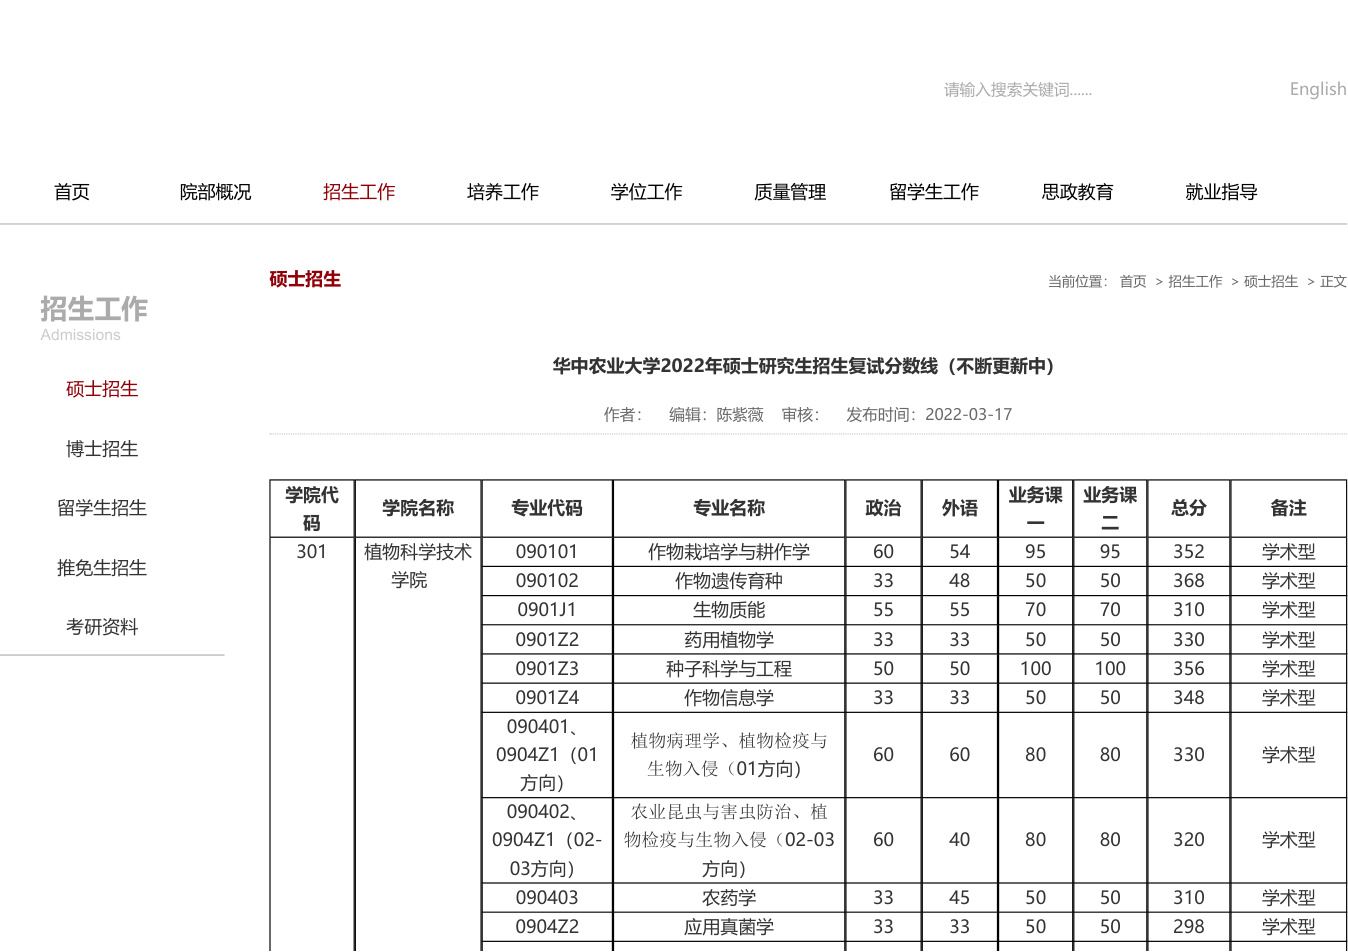 请输入搜索关键词...... English
首页 院部概况 招生工作 培养工作 学位工作 质量管理 留学生工作 思政教育 就业指导
招生工作
Admissions
硕士招生
博士招生
留学生招生
推免生招生
考研资料
硕士招生 当前位置： 首页 > 招生工作 > 硕士招生 > 正文
华中农业大学2022年硕士研究生招生复试分数线（不断更新中）
作者： 编辑：陈紫薇 审核： 发布时间：2022-03-17
学院代码 学院名称 专业代码 专业名称 政治 外语 业务课一 业务课二 总分 备注
301 植物科学技术学院 090101 作物栽培学与耕作学 60 54 95 95 352 学术型
090102 作物遗传育种 33 48 50 50 368 学术型
0901J1 生物质能 55 55 70 70 310 学术型
0901Z2 药用植物学 33 33 50 50 330 学术型
0901Z3 种子科学与工程 50 50 100 100 356 学术型
0901Z4 作物信息学 33 33 50 50 348 学术型
090401、0904Z1（01方向） 植物病理学、植物检疫与生物入侵（01方向） 60 60 80 80 330 学术型
090402、0904Z1（02-03方向） 农业昆虫与害虫防治、植物检疫与生物入侵（02-03方向） 60 40 80 80 320 学术型
090403 农药学 33 45 50 50 310 学术型
0904Z2 应用真菌学 33 33 50 50 298 学术型